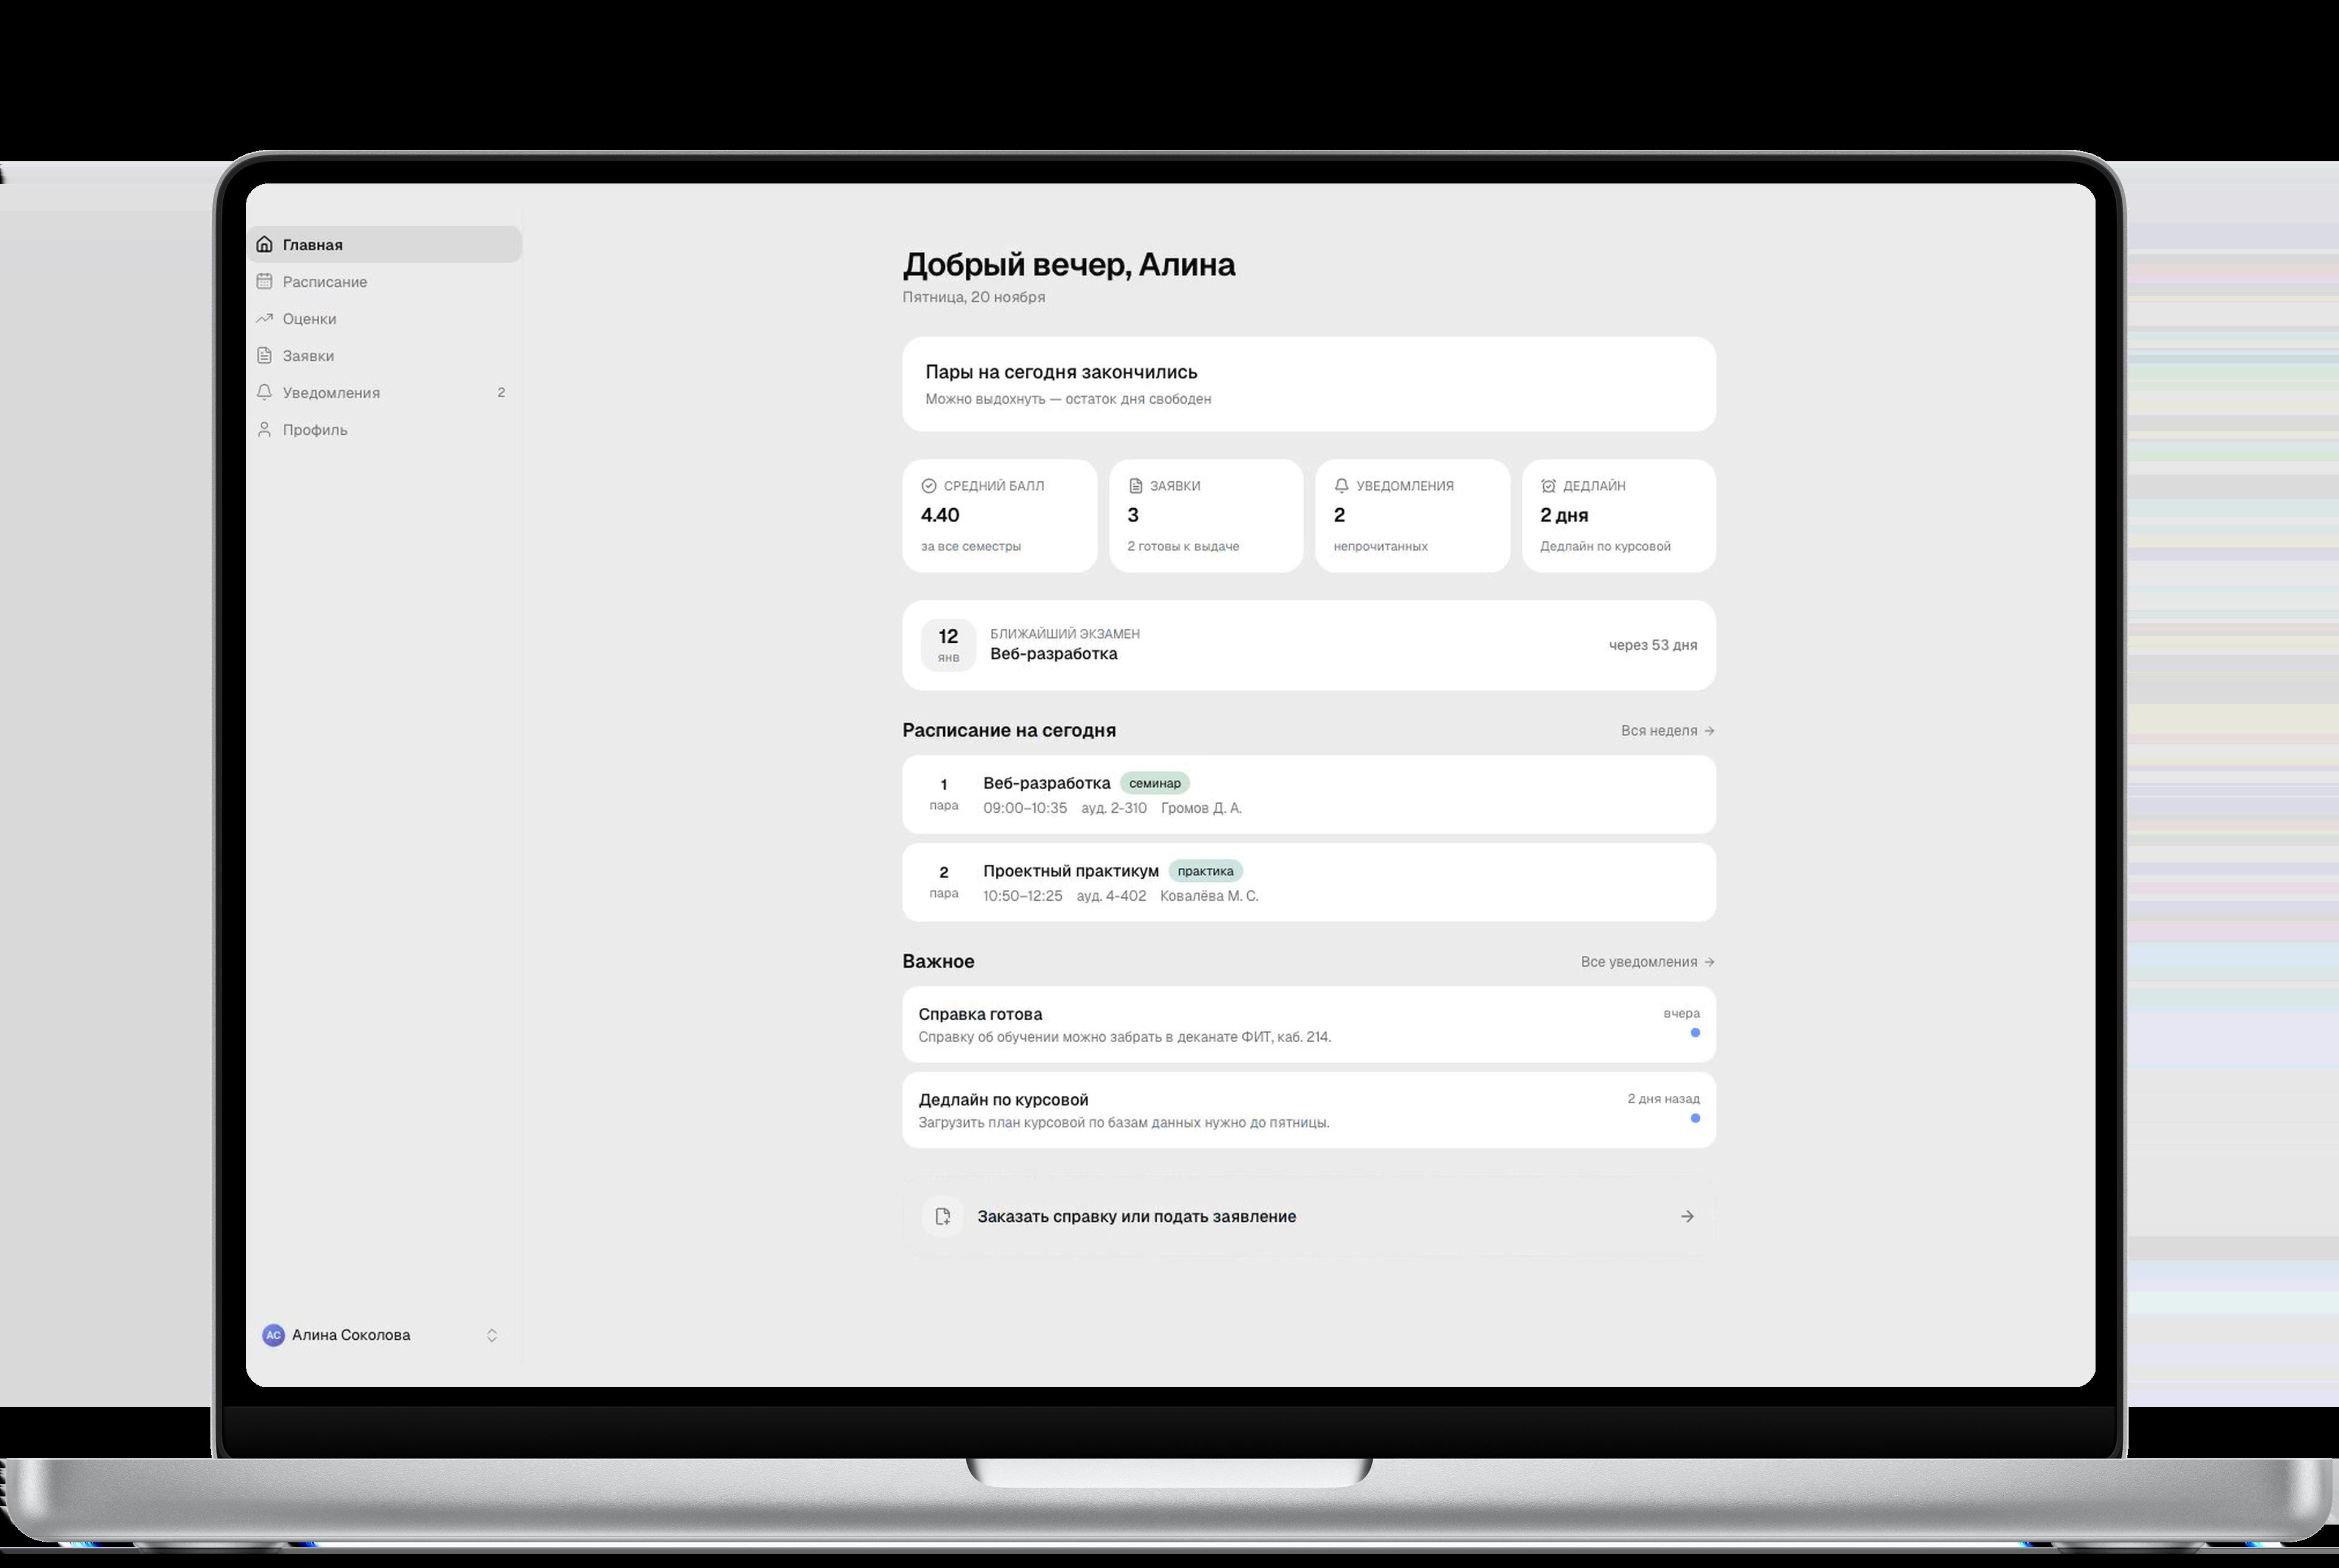 Главная
Расписание
Оценки
Заявки
Уведомления 2
Профиль
АС Алина Соколова
Добрый вечер, Алина
Пятница, 20 ноября
Пары на сегодня закончились
Можно выдохнуть — остаток дня свободен
СРЕДНИЙ БАЛЛ
4.40
за все семестры
ЗАЯВКИ
3
2 готовы к выдаче
УВЕДОМЛЕНИЯ
2
непрочитанных
ДЕДЛАЙН
2 дня
Дедлайн по курсовой
12
янв
БЛИЖАЙШИЙ ЭКЗАМЕН
Веб-разработка
через 53 дня
Расписание на сегодня
Вся неделя →
1
пара
Веб-разработка семинар
09:00–10:35 ауд. 2-310 Громов Д. А.
2
пара
Проектный практикум практика
10:50–12:25 ауд. 4-402 Ковалёва М. С.
Важное
Все уведомления →
Справка готова
вчера
Справку об обучении можно забрать в деканате ФИТ, каб. 214.
Дедлайн по курсовой
2 дня назад
Загрузить план курсовой по базам данных нужно до пятницы.
Заказать справку или подать заявление →